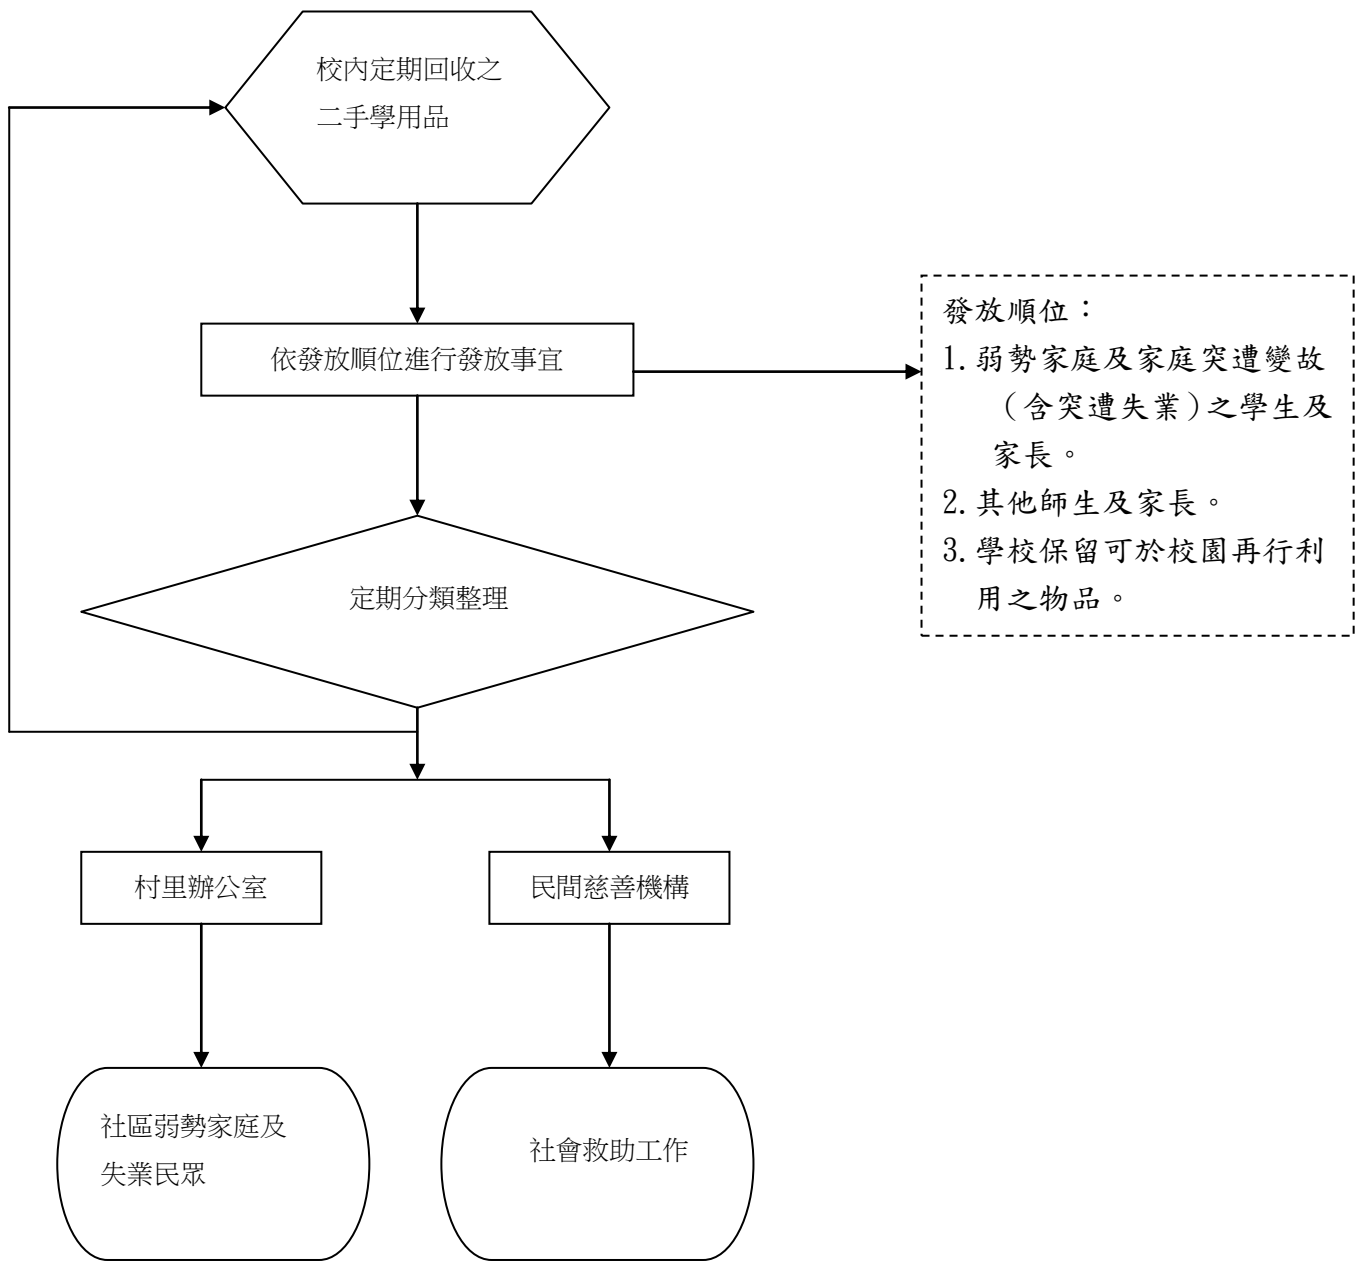 校內定期回收之
二手學用品
依發放順位進行發放事宜
發放順位：
1.弱勢家庭及家庭突遭變故
（含突遭失業）之學生及
家長。
2.其他師生及家長。
3.學校保留可於校園再行利
用之物品。
定期分類整理
村里辦公室
民間慈善機構
社區弱勢家庭及
失業民眾
社會救助工作